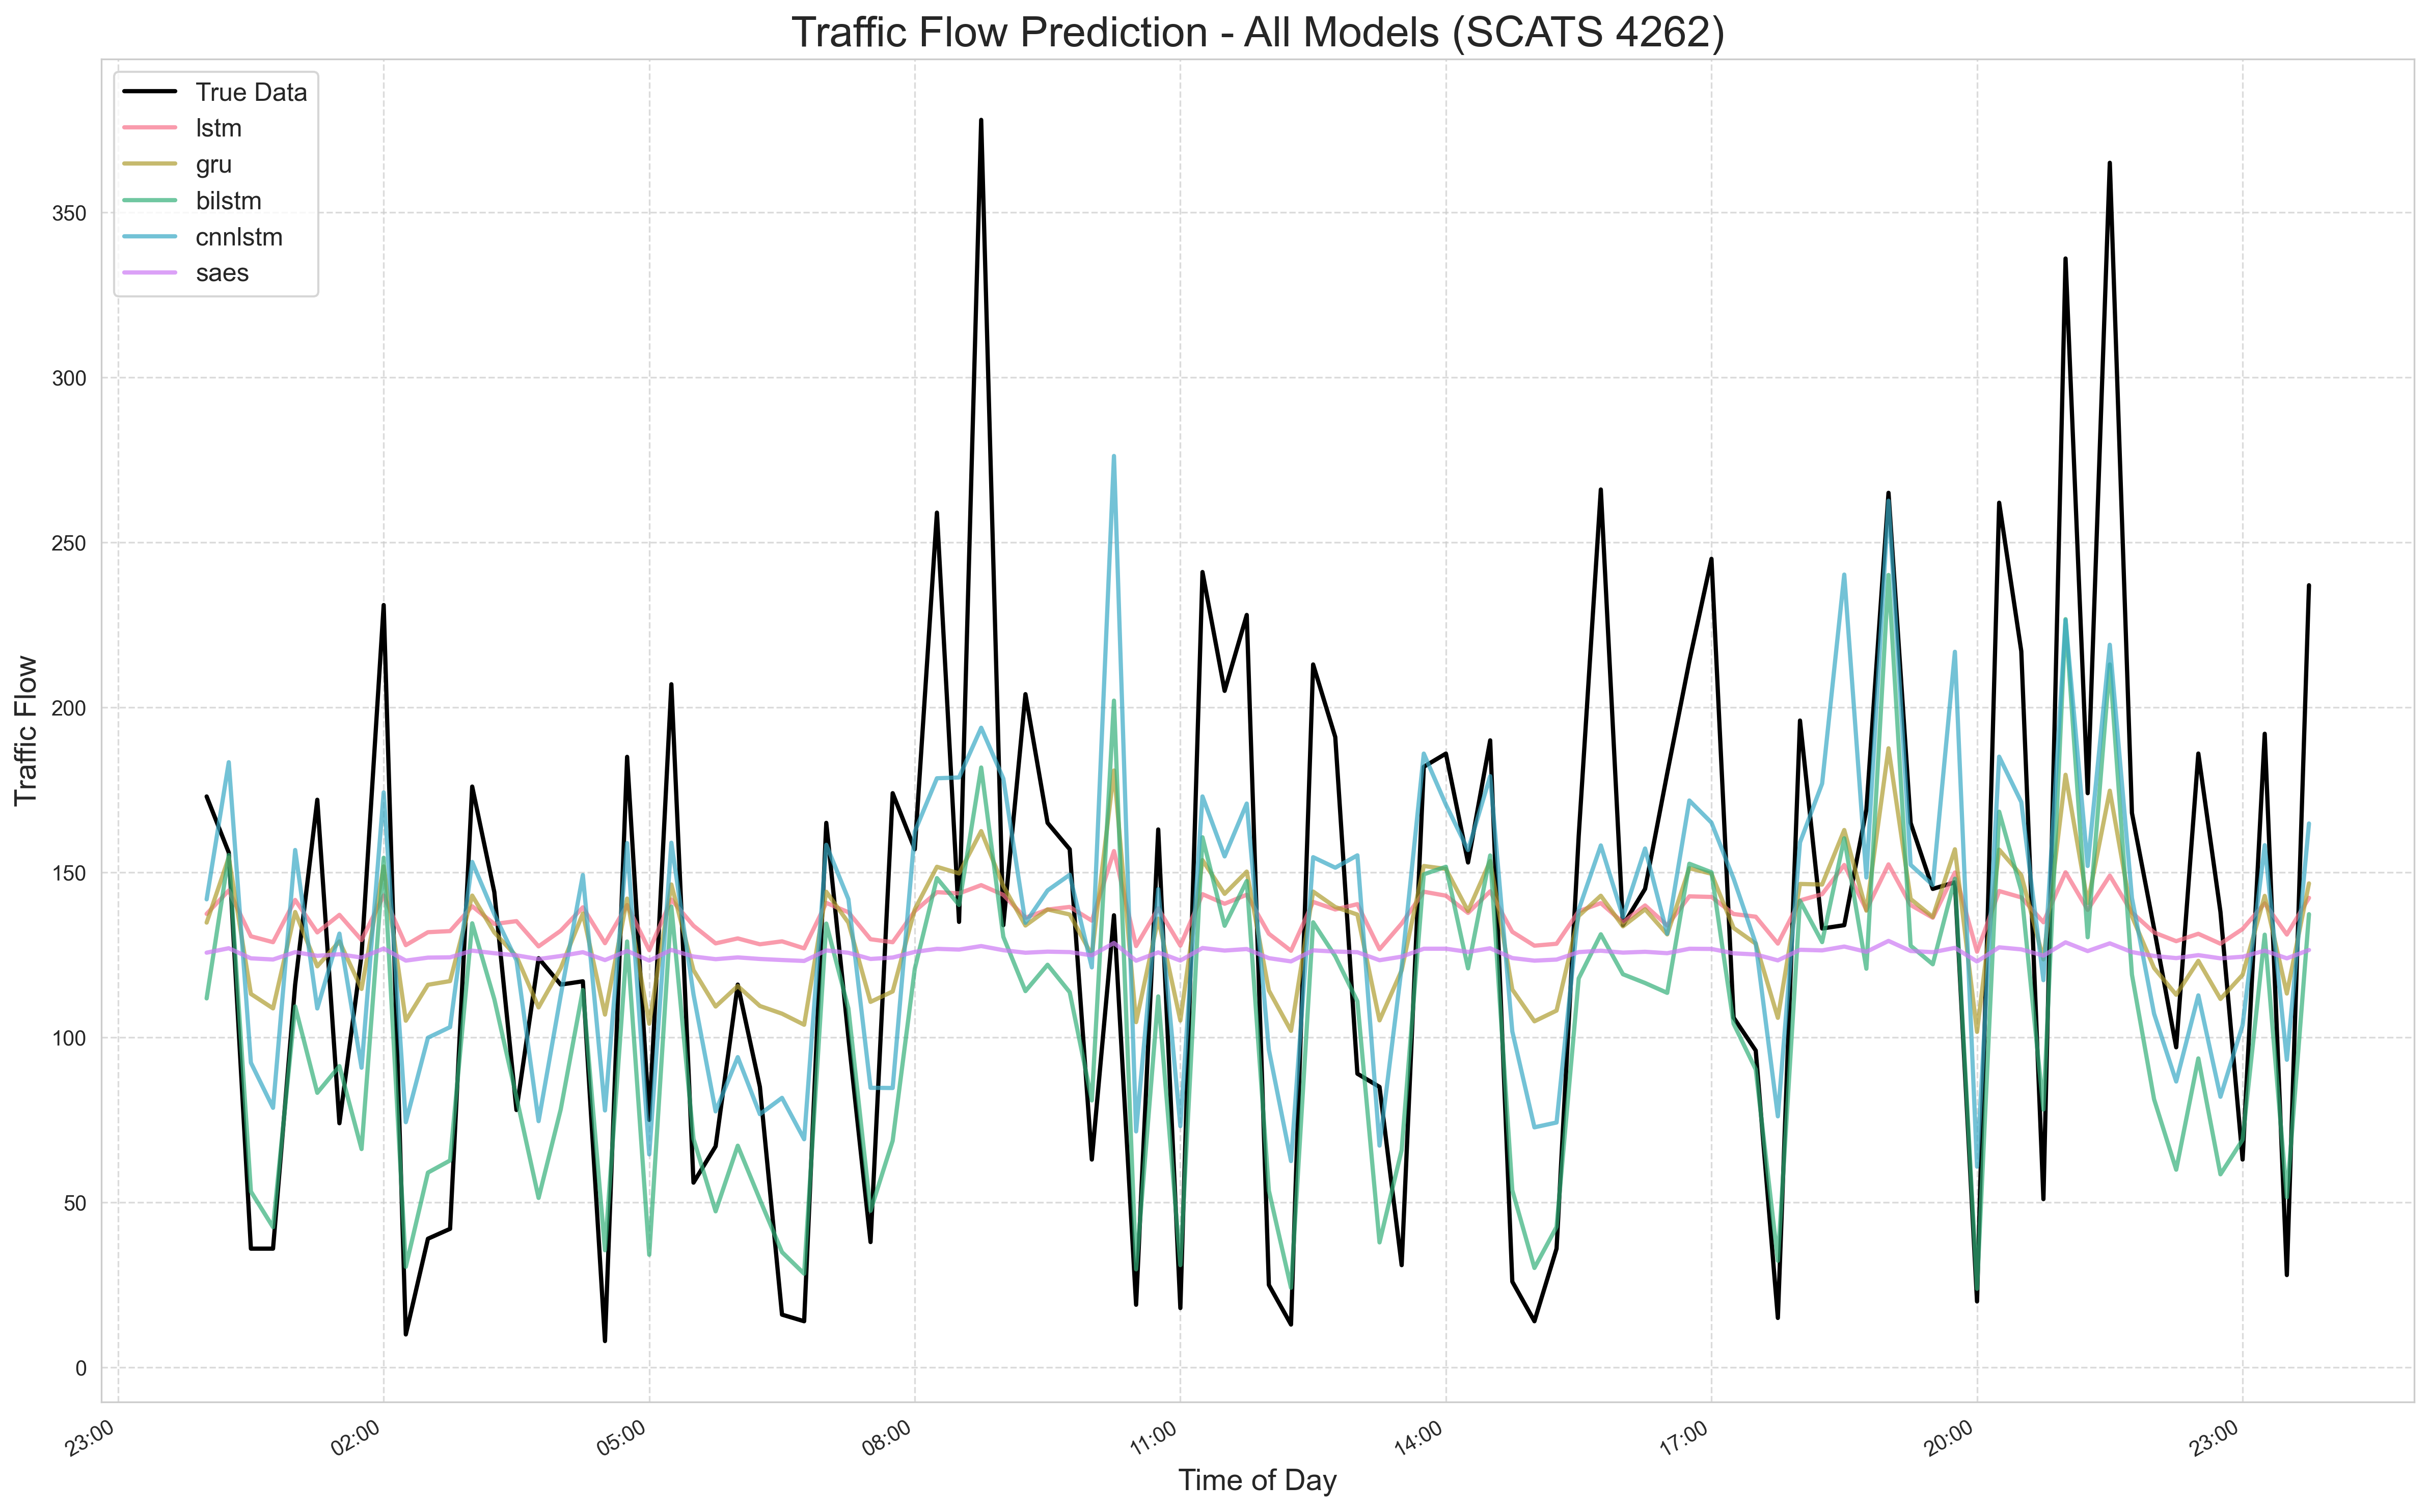 Traffic Flow Prediction - All Models (SCATS 4262)
True Data
lstm
gru
bilstm
cnnlstm
saes
Traffic Flow
350
300
250
200
150
100
50
0
23:00
02:00
05:00
08:00
11:00
14:00
17:00
20:00
23:00
Time of Day